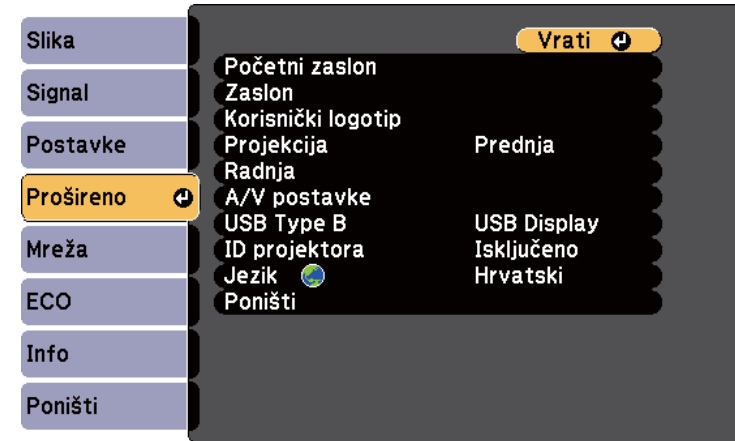 Slika
Signal
Postavke
Prošireno
Mreža
ECO
Info
Poništi
Vrati
Početni zaslon
Zaslon
Korisnički logotip
Projekcija Prednja
Radnja
A/V postavke
USB Type B USB Display
ID projektora Isključeno
Jezik Hrvatski
Poništi